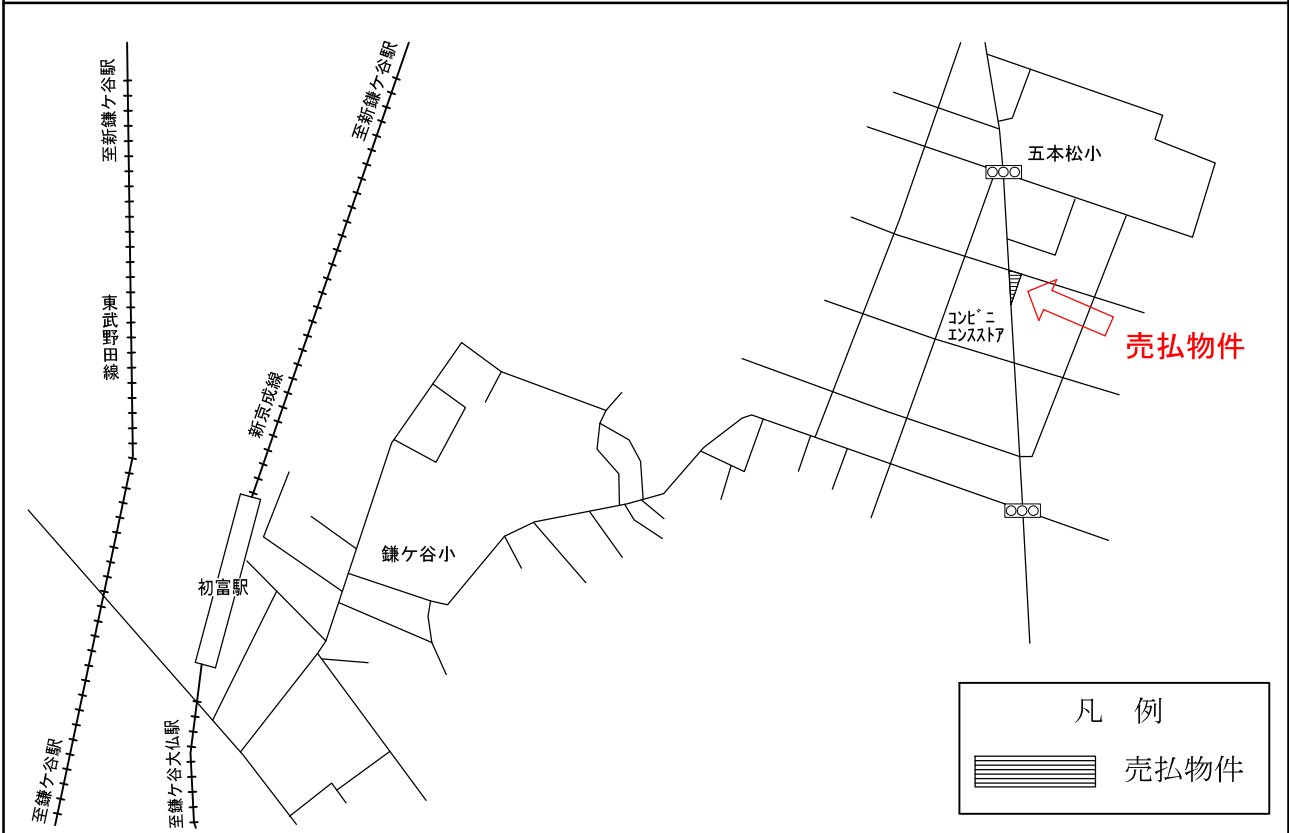 至新鎌ケ谷駅
至新鎌ケ谷駅
五本松小
東武野田線
コンビニ
エンスストア
売払物件
新京成線
鎌ケ谷小
初富駅
至鎌ケ谷駅
至鎌ケ谷大仏駅
凡 例
売払物件